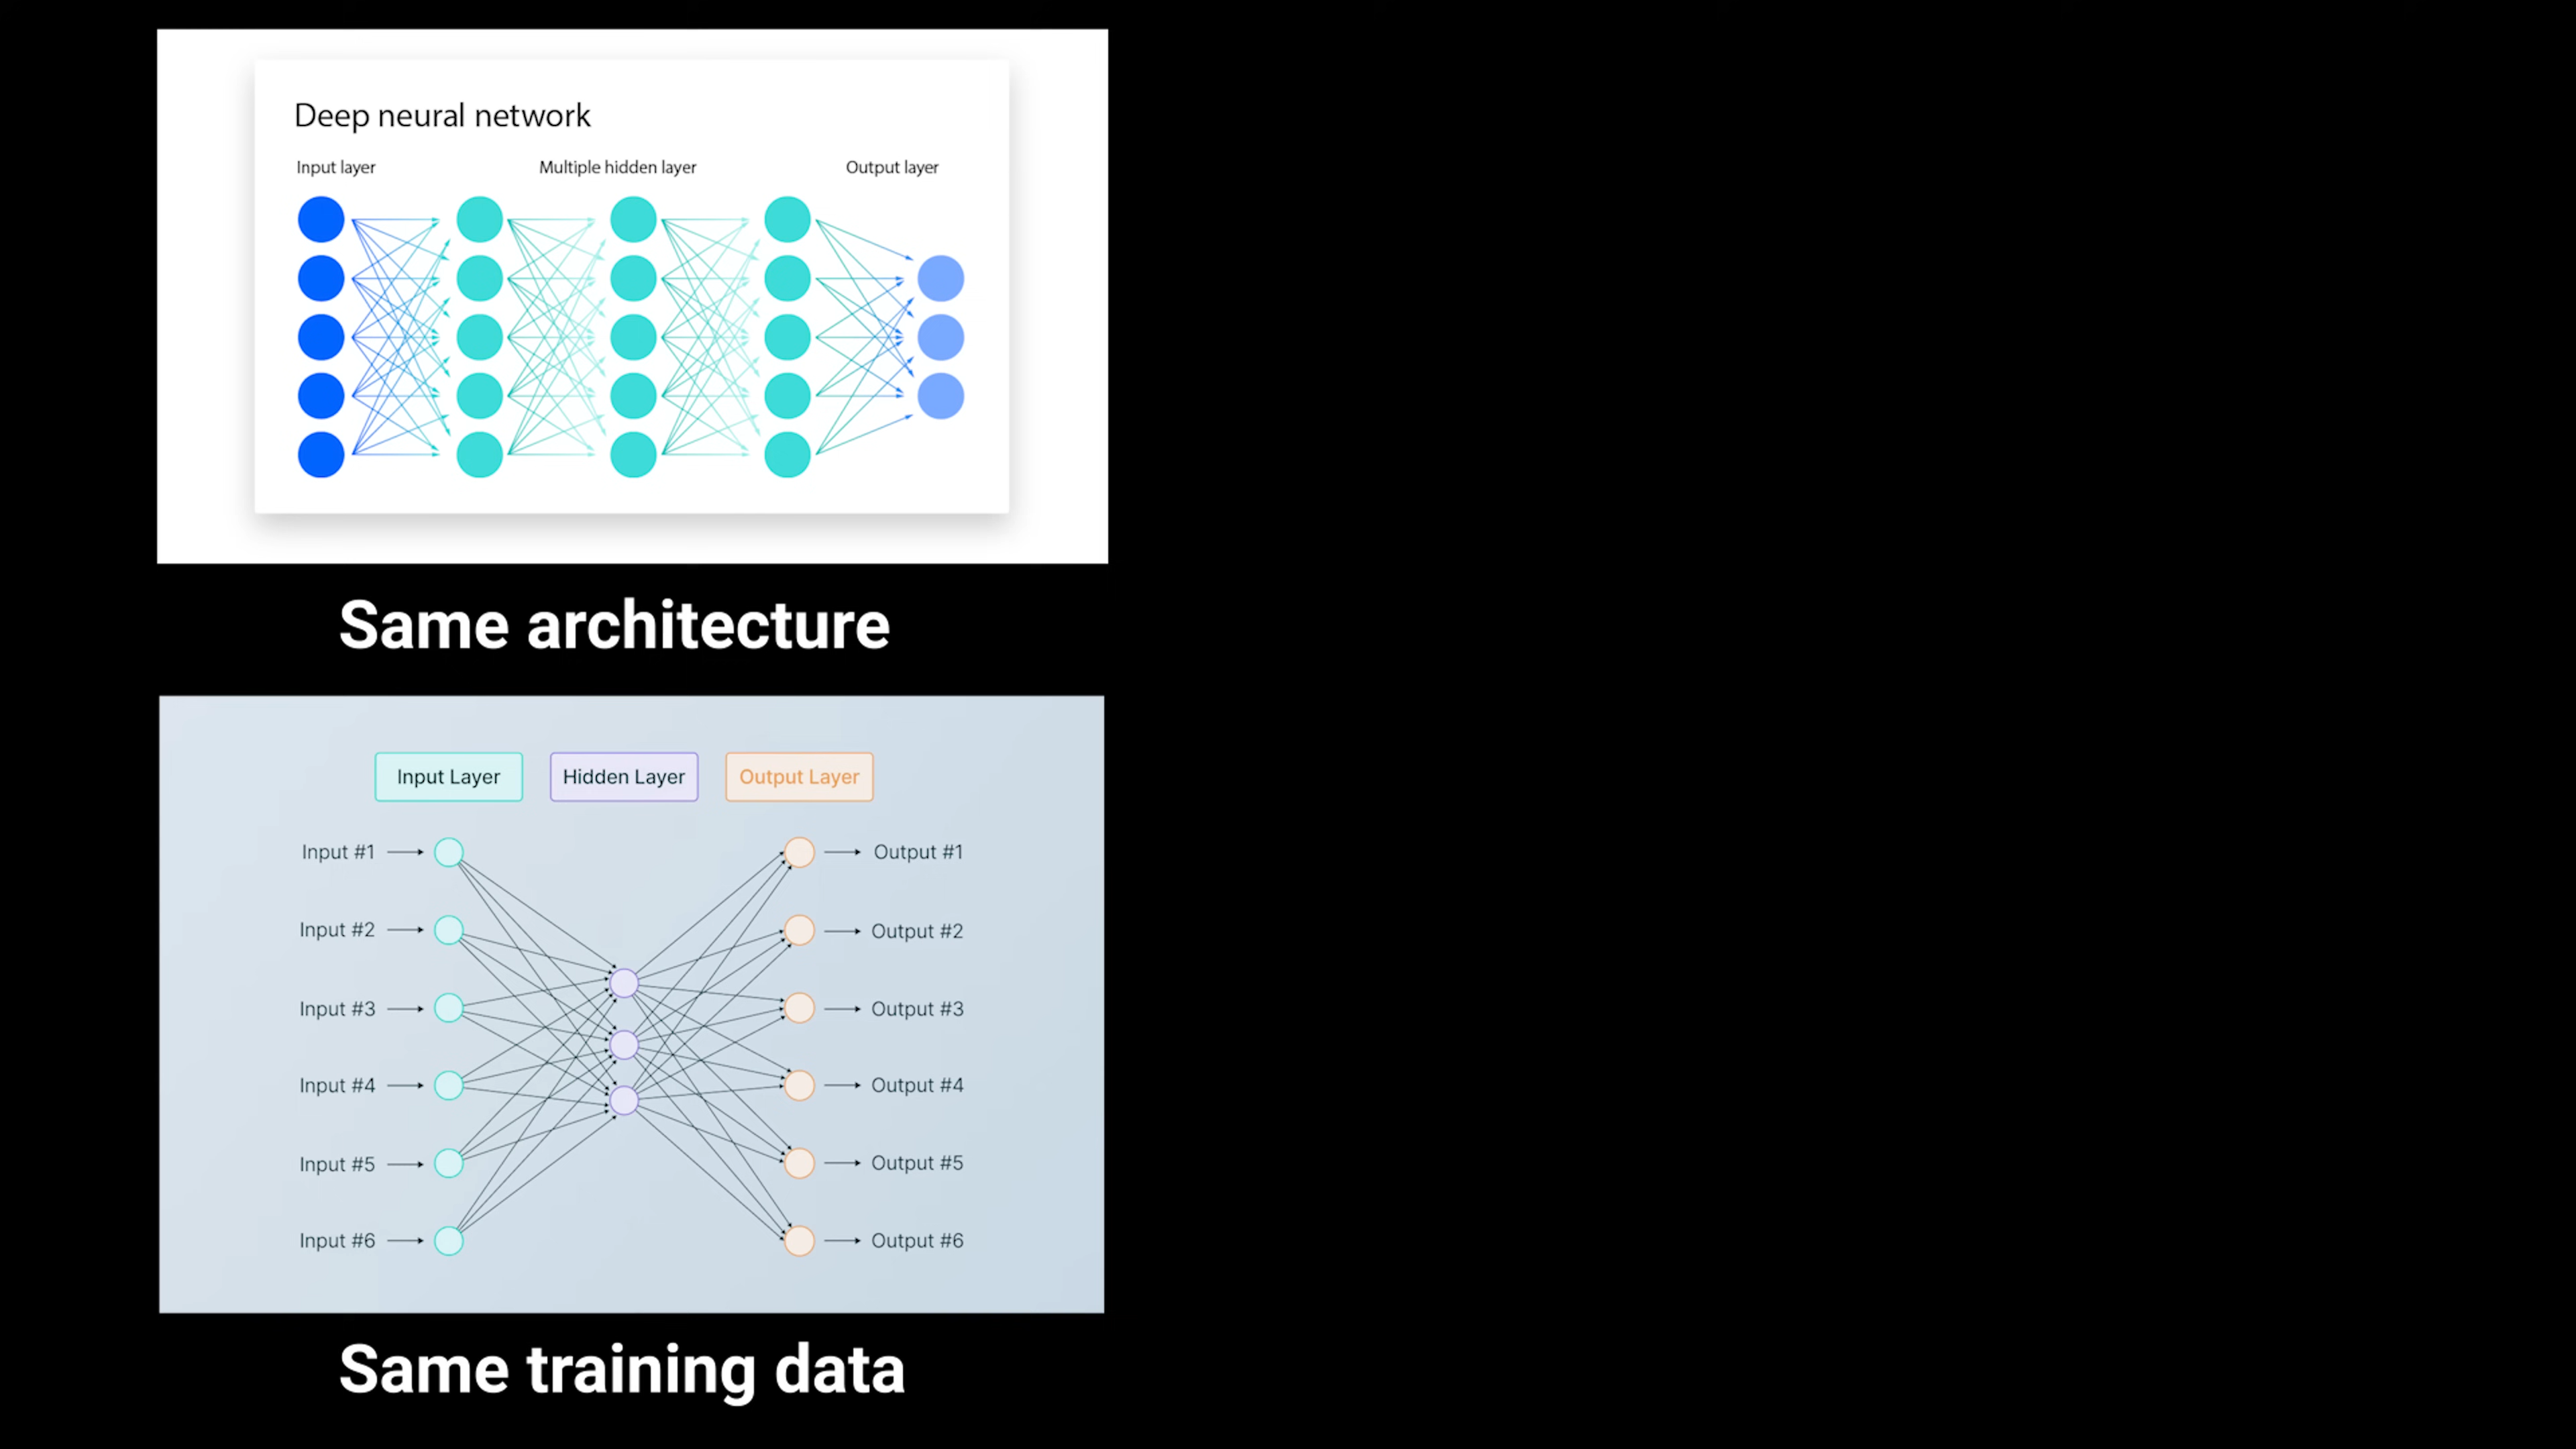 Deep neural network
Input layer Multiple hidden layer Output layer
Same architecture
Input Layer Hidden Layer Output Layer
Input #1 Output #1
Input #2 Output #2
Input #3 Output #3
Input #4 Output #4
Input #5 Output #5
Input #6 Output #6
Same training data